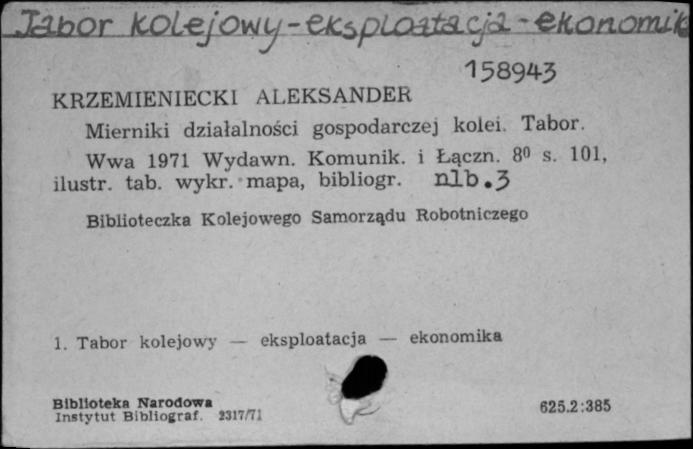 Tabor kolejowy - eksploatacja - ekonomik
158943
KRZEMIENIECKI ALEKSANDER
Mierniki działalności gospodarczej kolei. Tabor.
Wwa 1971 Wydawn. Komunik. i Łączn. 8⁰ s. 101,
ilustr. tab. wykr. mapa, bibliogr. nlb.3
Biblioteczka Kolejowego Samorządu Robotniczego
1. Tabor kolejowy — eksploatacja — ekonomika
Biblioteka Narodowa
Instytut Bibliograf. 2317/71
625.2:385